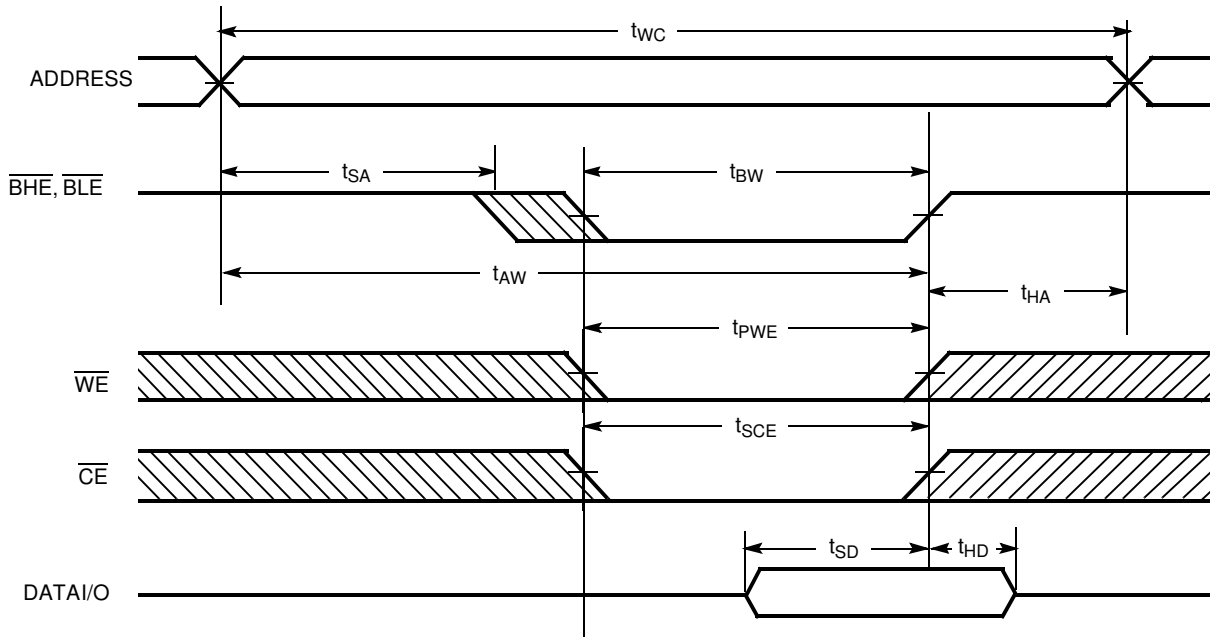 tWC
ADDRESS
tSA
tBW
BHE, BLE
tAW
tHA
tPWE
WE
tSCE
CE
tSD
tHD
DATAI/O